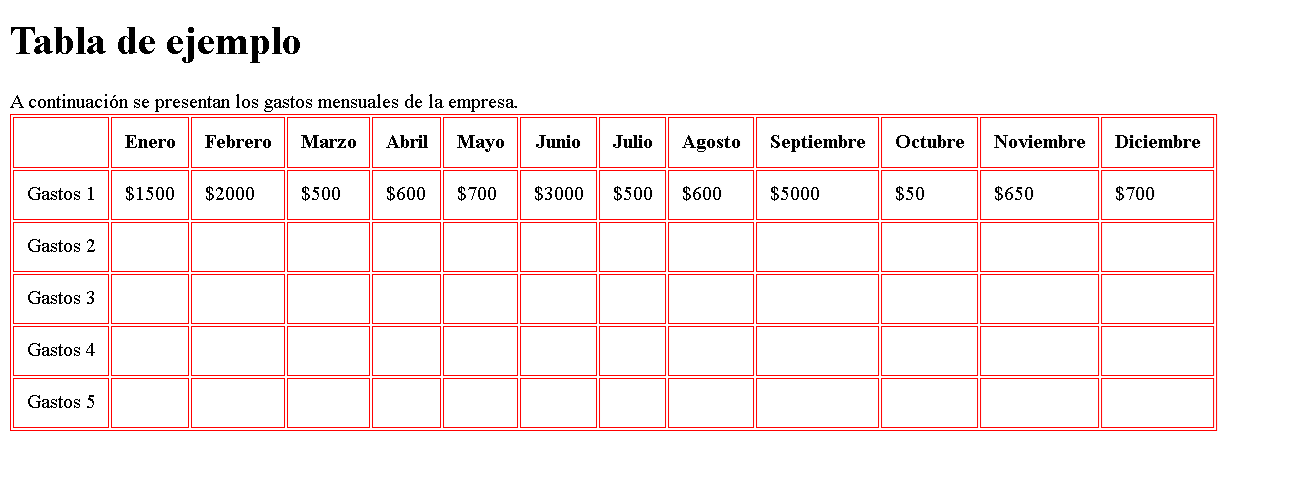 Tabla de ejemplo
A continuación se presentan los gastos mensuales de la empresa.
Enero Febrero Marzo Abril Mayo Junio Julio Agosto Septiembre Octubre Noviembre Diciembre
Gastos 1 $1500 $2000 $500 $600 $700 $3000 $500 $600 $5000 $50 $650 $700
Gastos 2
Gastos 3
Gastos 4
Gastos 5